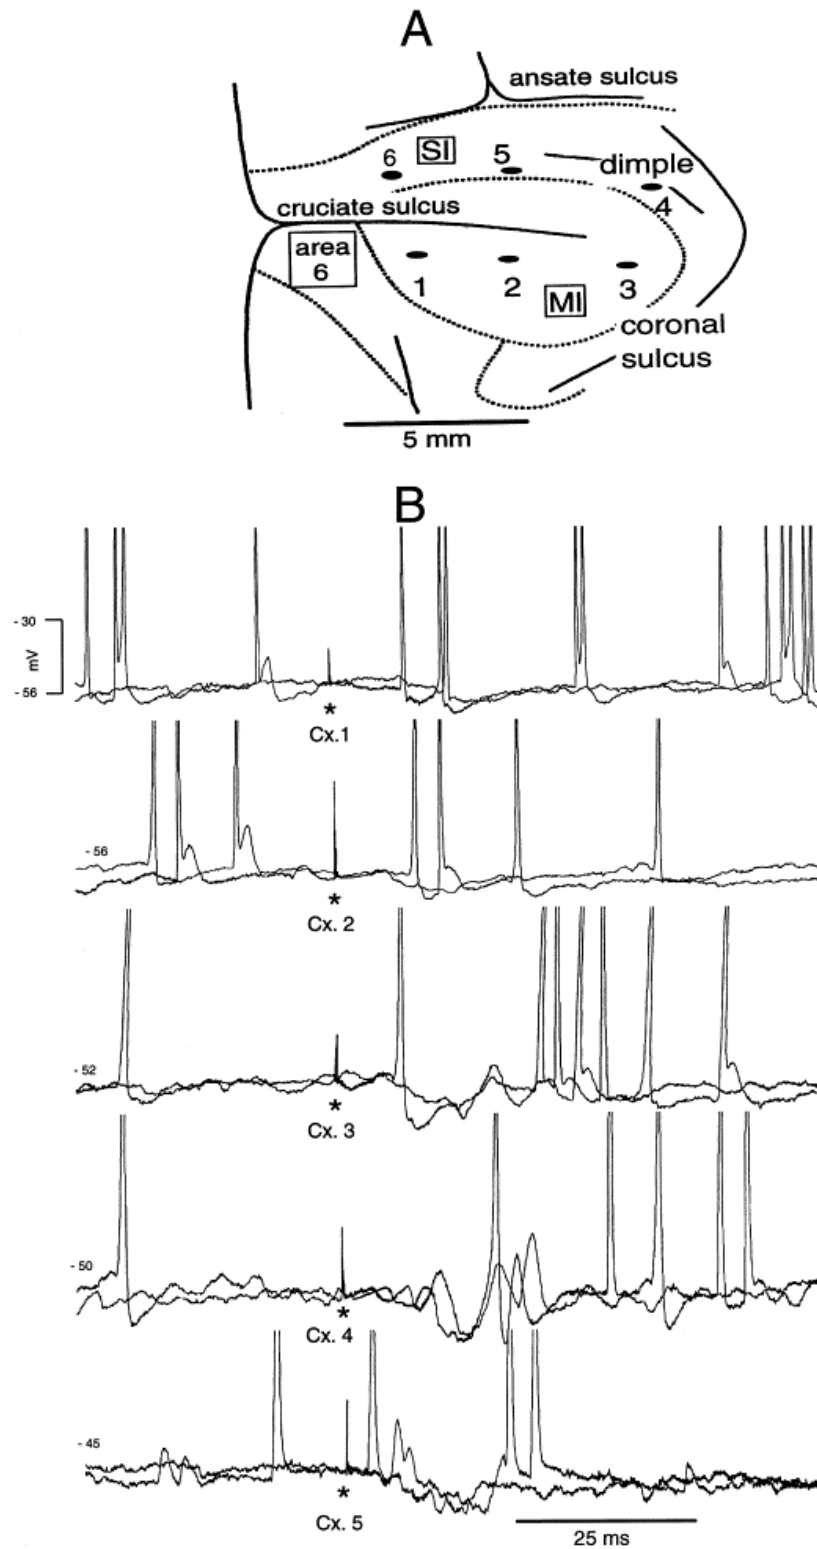 A
ansate sulcus
6
SI
5
dimple
4
cruciate sulcus
area
6
1
2
MI
3
coronal
sulcus
5 mm
B
- 30
mV
- 56
*
Cx.1
- 56
*
Cx. 2
- 52
*
Cx. 3
- 50
*
Cx. 4
- 45
*
Cx. 5
25 ms